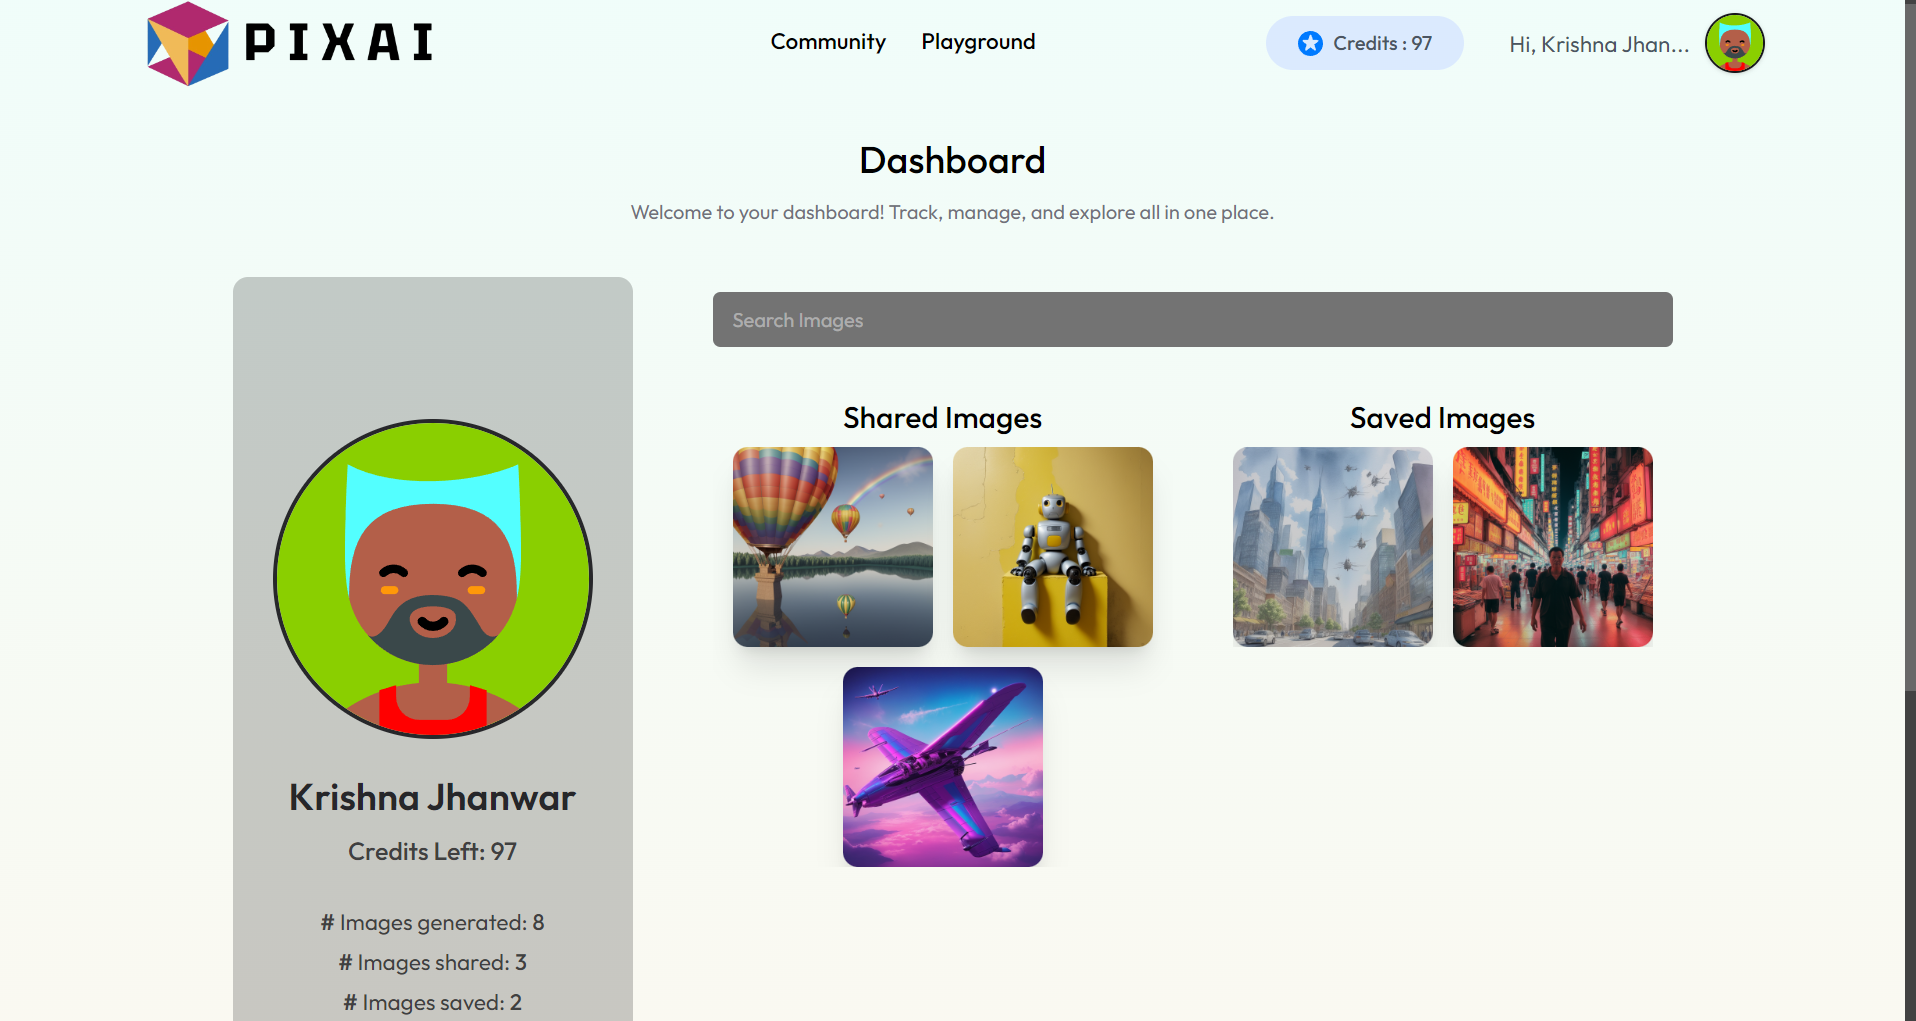 PIXAI
Community
Playground
Credits : 97
Hi, Krishna Jhan...
Dashboard
Welcome to your dashboard! Track, manage, and explore all in one place.
Search Images
Shared Images
Saved Images
Krishna Jhanwar
Credits Left: 97
# Images generated: 8
# Images shared: 3
# Images saved: 2